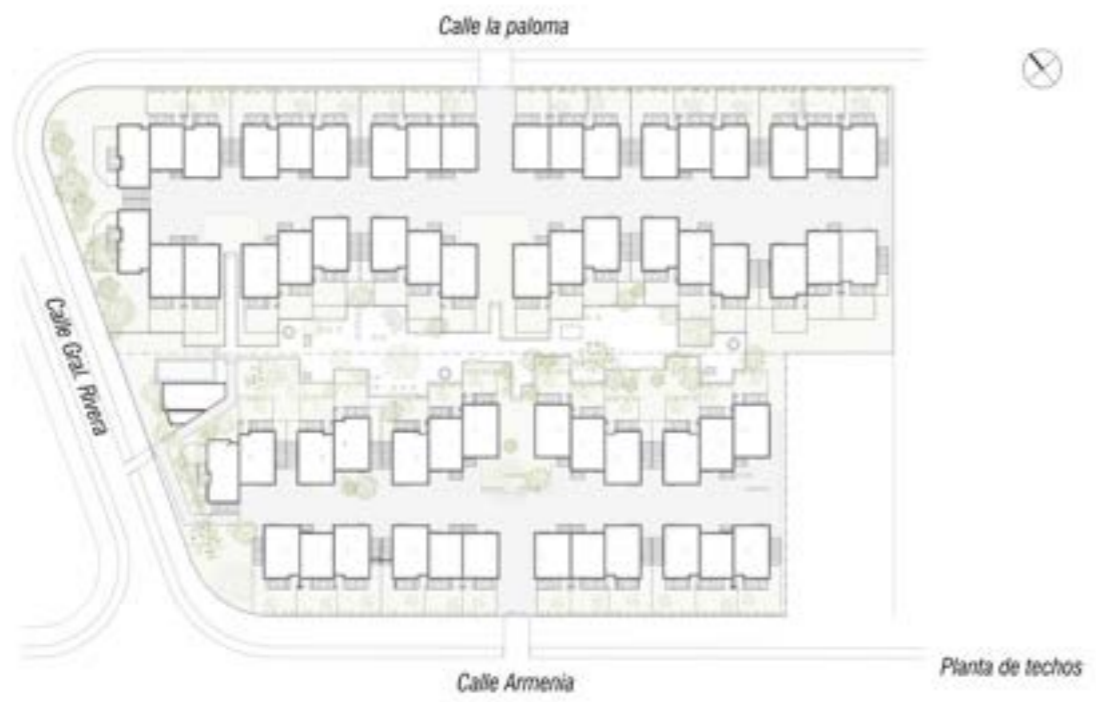 Calle la paloma
Calle Gral. Rivera
Calle Armenia
Planta de techos